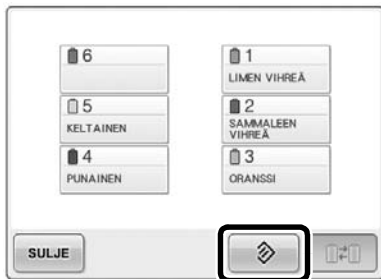 6
5
KELTAINEN
4
PUNAINEN
1
LIMEN VIHREÄ
2
SAMMALEEN
VIHREÄ
3
ORANSSI
SULJE